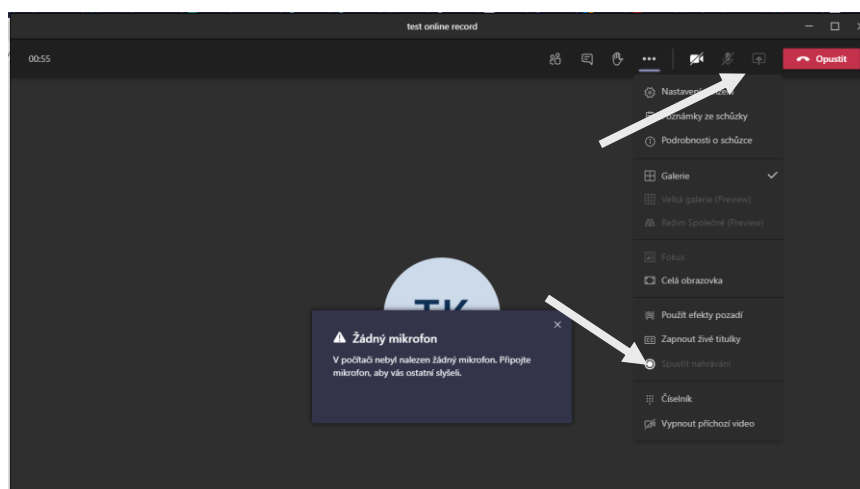 test online record
00:55
Opustit
Nastavení zařízení
Poznámky ze schůzky
Podrobnosti o schůzce
Galerie
Velká galerie (Preview)
Režim Společně (Preview)
Fokus
Celá obrazovka
TK
Použít efekty pozadí
Žádný mikrofon
V počítači nebyl nalezen žádný mikrofon. Připojte
mikrofon, aby vás ostatní slyšeli.
CC Zapnout živé titulky
Spustit nahrávání
Číselník
Vypnout příchozí video